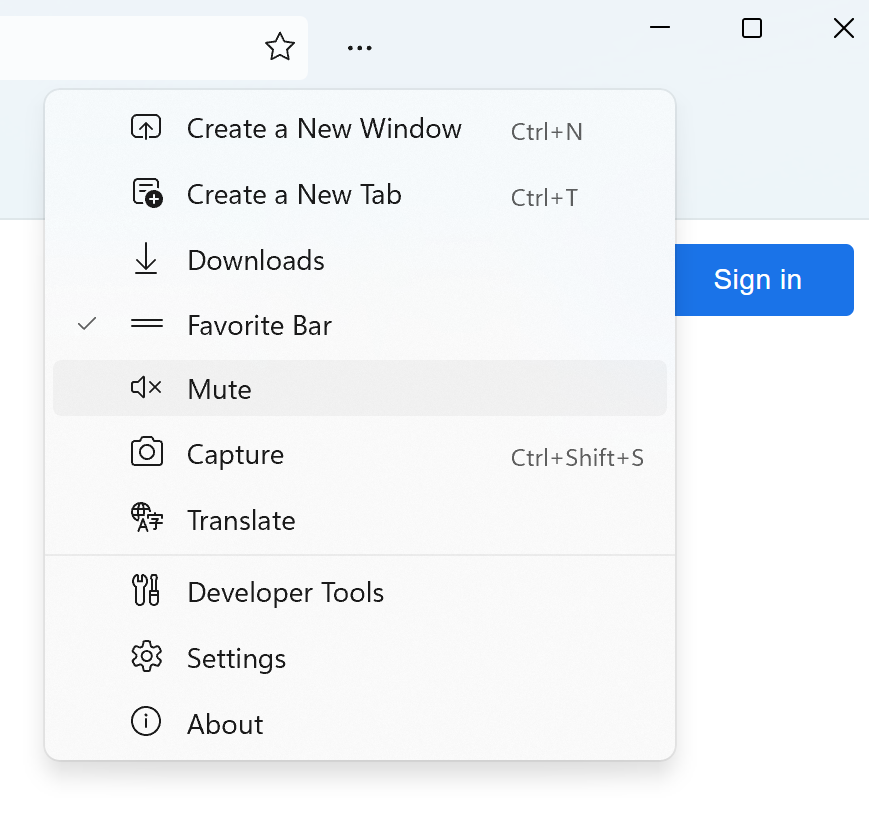 Create a New Window Ctrl+N
Create a New Tab Ctrl+T
Downloads
Favorite Bar
Sign in
Mute
Capture Ctrl+Shift+S
Translate
Developer Tools
Settings
About